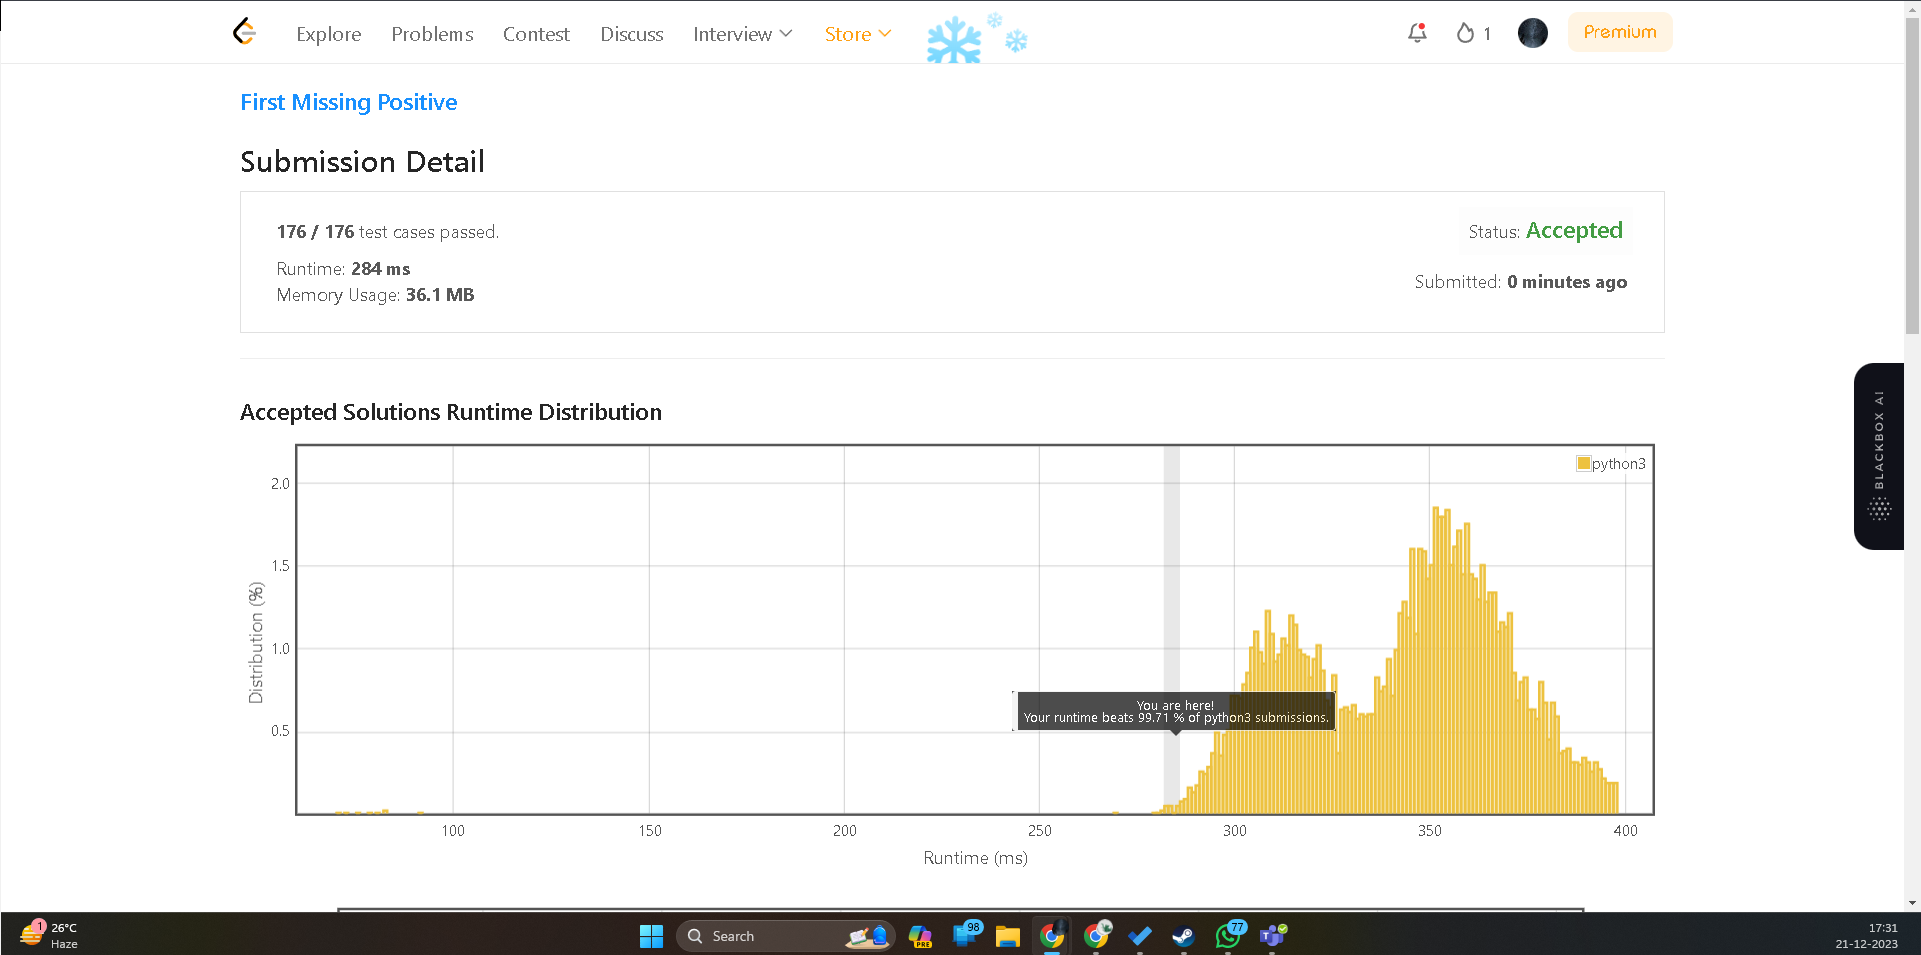 Explore Problems Contest Discuss Interview Store 1 Premium
First Missing Positive
Submission Detail
176 / 176 test cases passed.
Status: Accepted
Runtime: 284 ms
Submitted: 0 minutes ago
Memory Usage: 36.1 MB
BLACKBOX AI
Accepted Solutions Runtime Distribution
python3
2.0
1.5
1.0
0.5
Distribution (%)
You are here!
Your runtime beats 99.71 % of python3 submissions.
100 150 200 250 300 350 400
Runtime (ms)
1
26°C
Haze
Search
PRE
98
77
17:31
21-12-2023